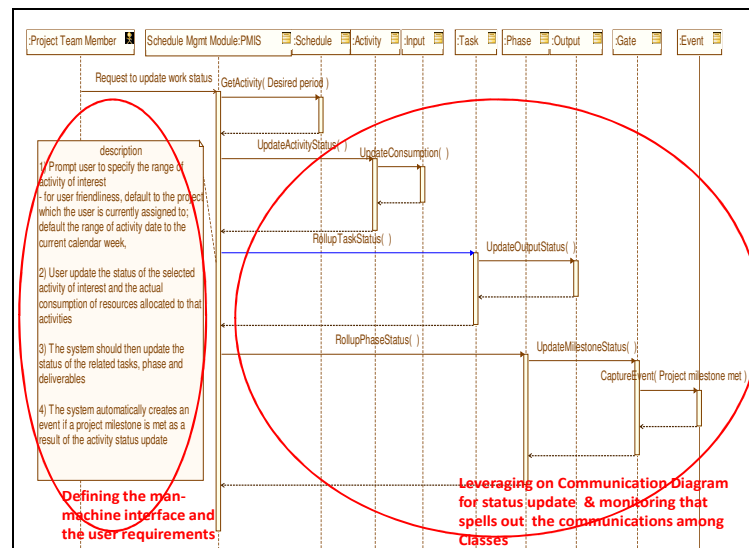 :Project Team Member
Schedule Mgmt Module:PMIS
:Schedule
:Activity
:Input
:Task
:Phase
:Output
:Gate
:Event
Request to update work status
GetActivity( Desired period )
UpdateActivityStatus( )
UpdateConsumption( )
RollupTaskStatus( )
UpdateOutputStatus( )
RollupPhaseStatus( )
UpdateMilestoneStatus( )
CaptureEvent( Project milestone met )
description
1) Prompt user to specify the range of
activity of interest
- for user friendliness, default to the project
which the user is currently assigned to;
default the range of activity date to the
current calendar week,
2) User update the status of the selected
activity of interest and the actual
consumption of resources allocated to that
activities
3) The system should then update the
status of the related tasks, phase and
deliverables
4) The system automatically creates an
event if a project milestone is met as a
result of the activity status update
Defining the man-
machine interface and
the user requirements
Leveraging on Communication Diagram
for status update & monitoring that
spells out the communications among
Classes